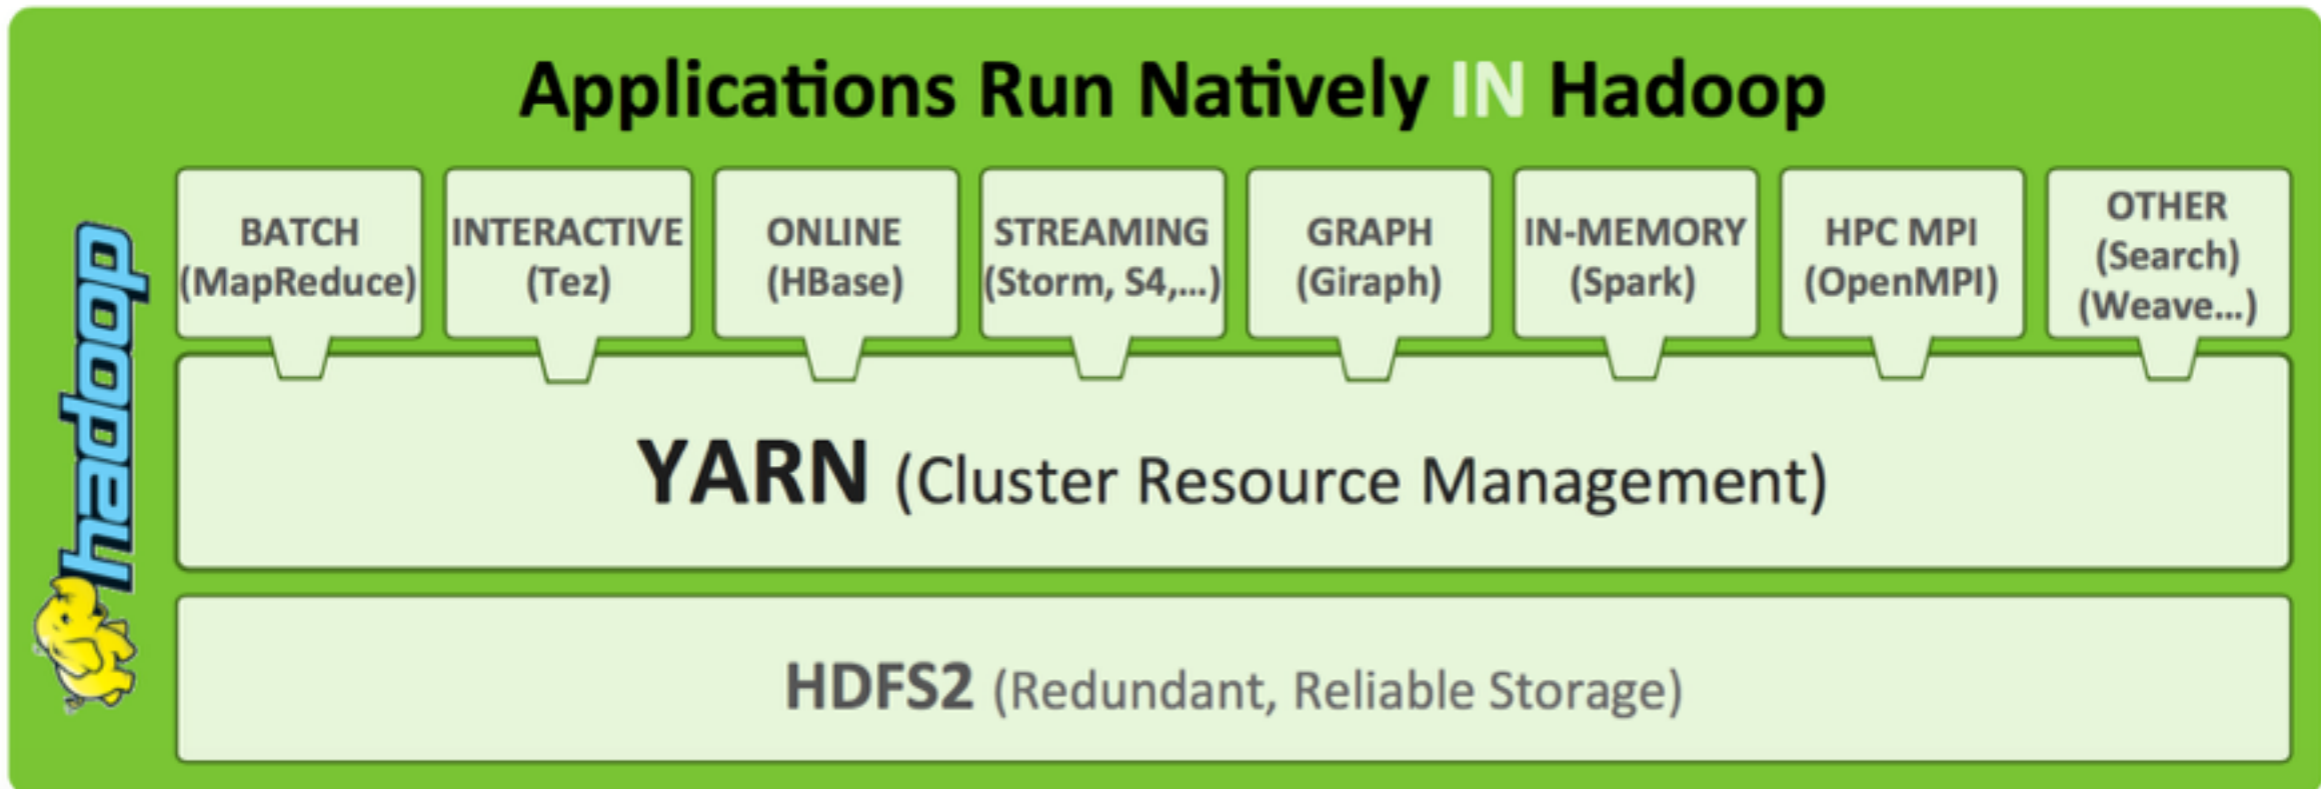 Applications Run Natively IN Hadoop
BATCH
(MapReduce)
INTERACTIVE
(Tez)
ONLINE
(HBase)
STREAMING
(Storm, S4,...)
GRAPH
(Giraph)
IN-MEMORY
(Spark)
HPC MPI
(OpenMPI)
OTHER
(Search)
(Weave...)
hadoop
YARN (Cluster Resource Management)
HDFS2 (Redundant, Reliable Storage)